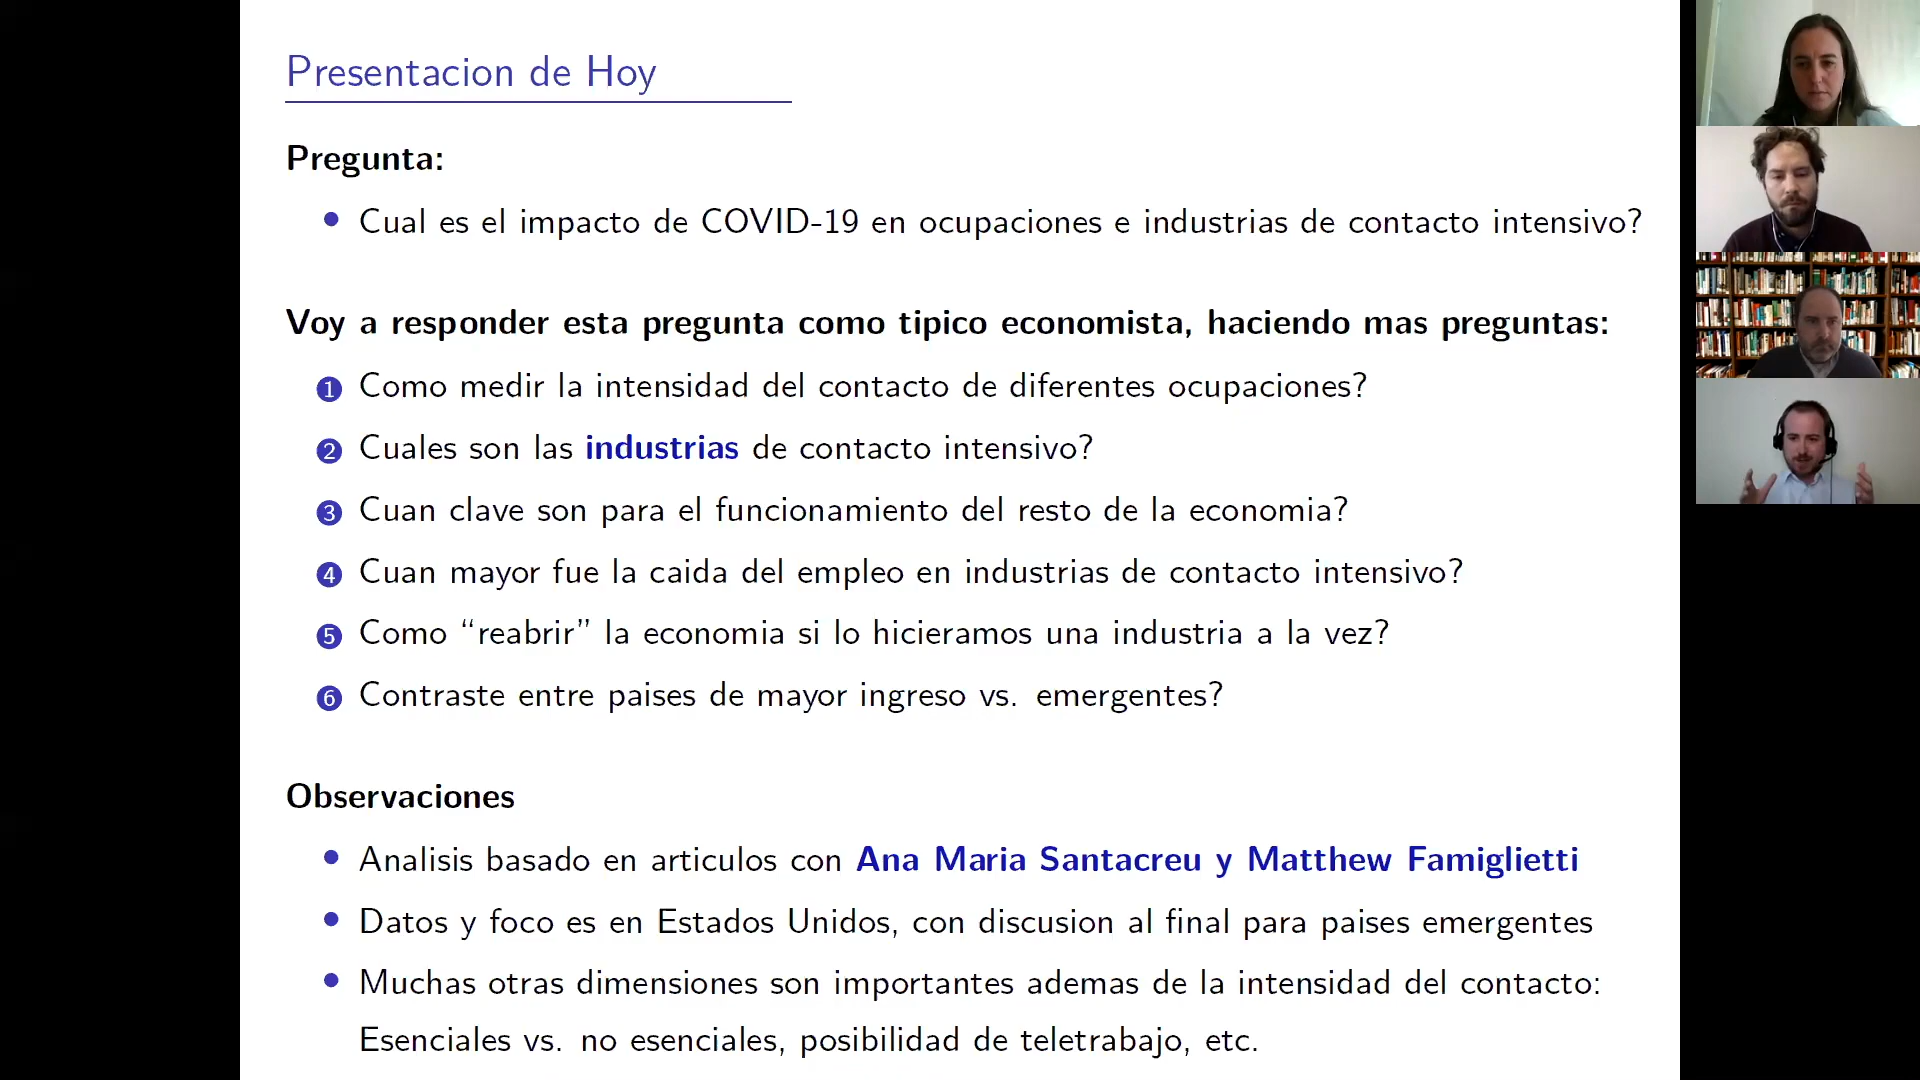 Presentacion de Hoy
Pregunta:
• Cual es el impacto de COVID-19 en ocupaciones e industrias de contacto intensivo?
Voy a responder esta pregunta como tipico economista, haciendo mas preguntas:
1 Como medir la intensidad del contacto de diferentes ocupaciones?
2 Cuales son las industrias de contacto intensivo?
3 Cuan clave son para el funcionamiento del resto de la economia?
4 Cuan mayor fue la caida del empleo en industrias de contacto intensivo?
5 Como “reabrir” la economia si lo hicieramos una industria a la vez?
6 Contraste entre paises de mayor ingreso vs. emergentes?
Observaciones
• Analisis basado en articulos con Ana Maria Santacreu y Matthew Famiglietti
• Datos y foco es en Estados Unidos, con discusion al final para paises emergentes
• Muchas otras dimensiones son importantes ademas de la intensidad del contacto:
Esenciales vs. no esenciales, posibilidad de teletrabajo, etc.